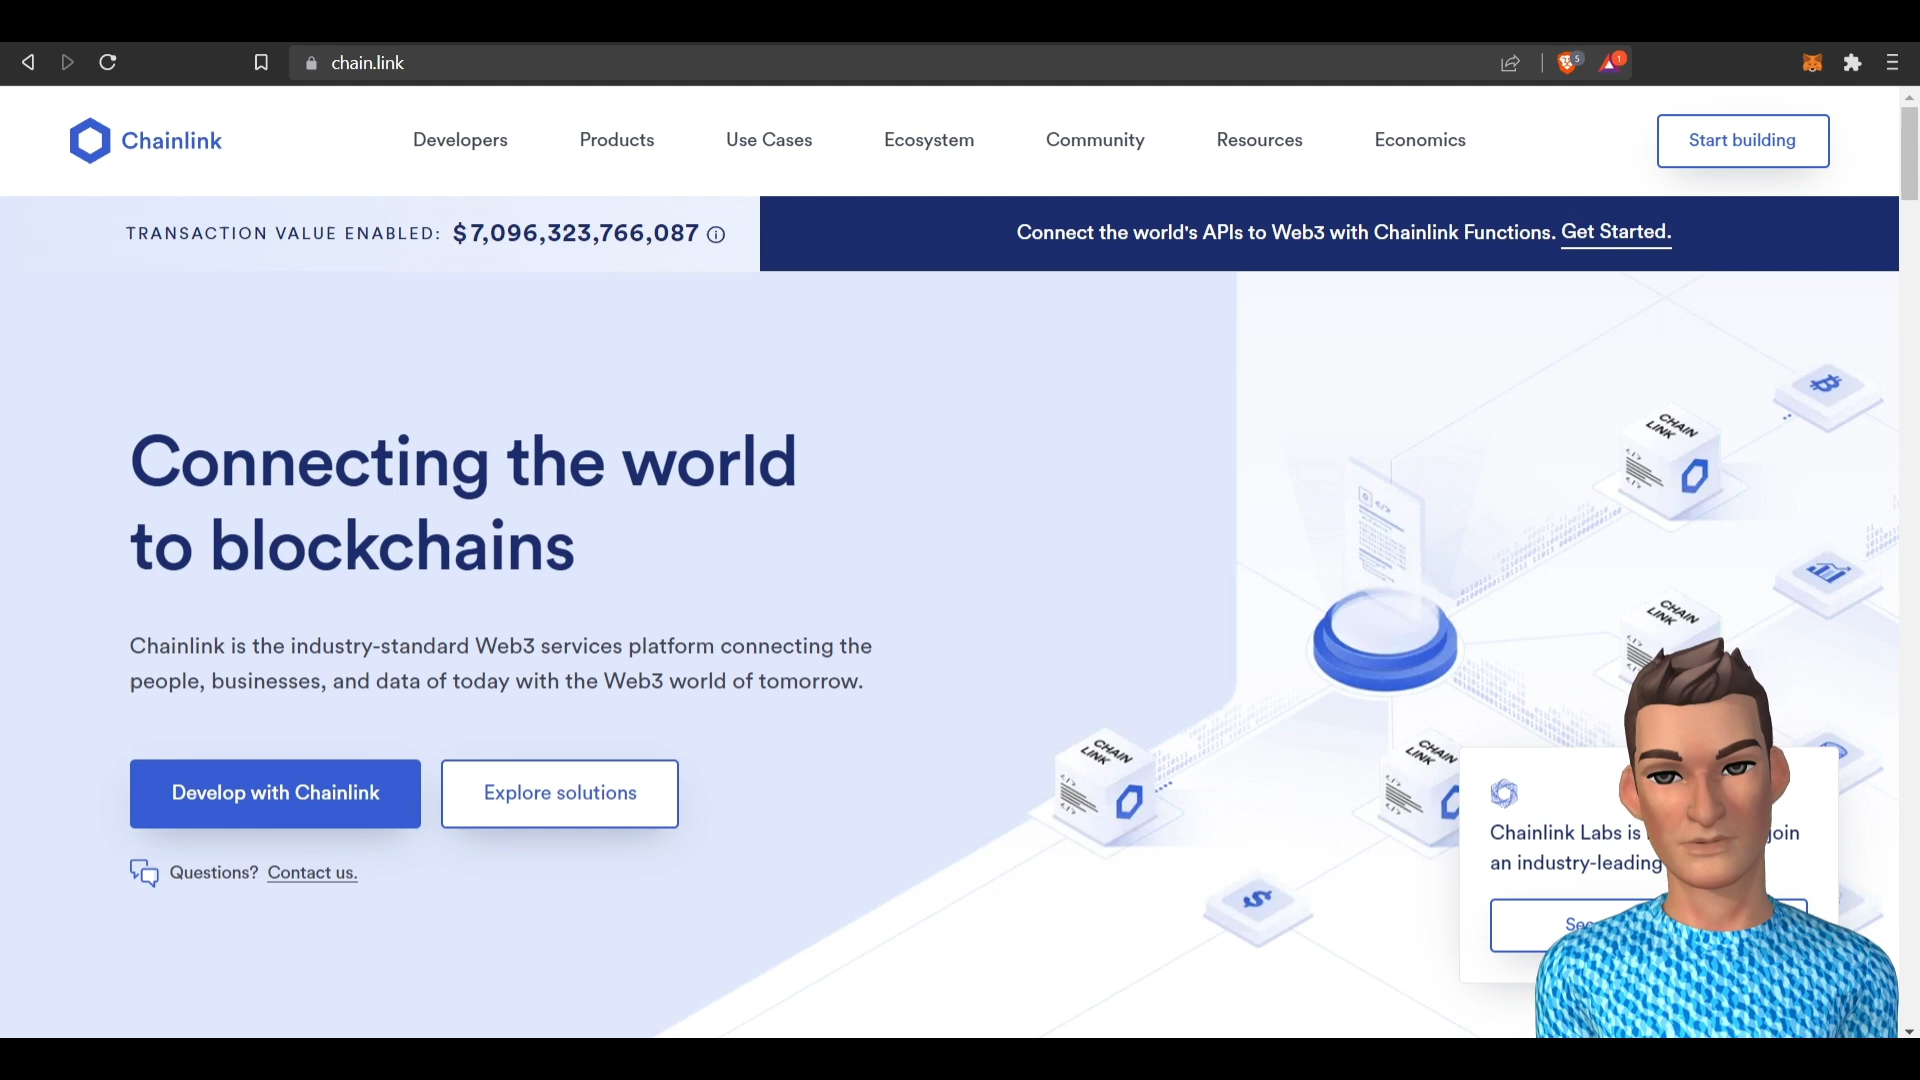 chain.link
5
1
Chainlink
Developers
Products
Use Cases
Ecosystem
Community
Resources
Economics
Start building
TRANSACTION VALUE ENABLED: $7,096,323,766,087
Connect the world's APIs to Web3 with Chainlink Functions. Get Started.
Connecting the world
to blockchains
Chainlink is the industry-standard Web3 services platform connecting the
people, businesses, and data of today with the Web3 world of tomorrow.
Develop with Chainlink
Explore solutions
Questions? Contact us.
CHAIN
LINK
CHAIN
LINK
CHAIN
LINK
CHAIN
LINK
Chainlink Labs is join
an industry-leading